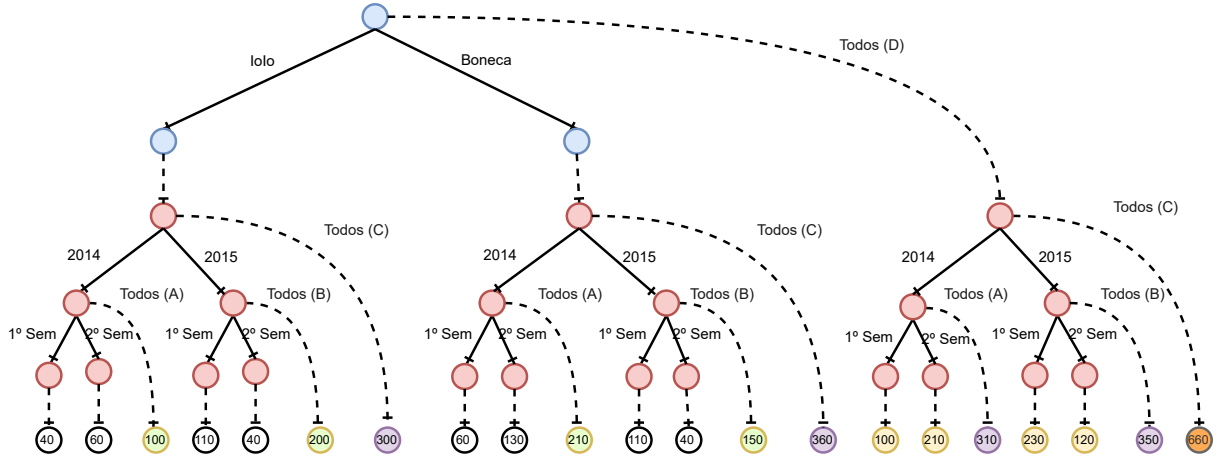 Todos (D)
Iolo
Boneca
Todos (C)
Todos (C)
Todos (C)
2014
2015
2014
2015
2014
2015
Todos (A)
Todos (B)
Todos (A)
Todos (B)
Todos (A)
Todos (B)
1º Sem
2º Sem
1º Sem
2º Sem
1º Sem
2º Sem
1º Sem
2º Sem
1º Sem
2º Sem
1º Sem
2º Sem
40
60
100
110
40
200
300
60
130
210
110
40
150
360
100
210
310
230
120
350
660